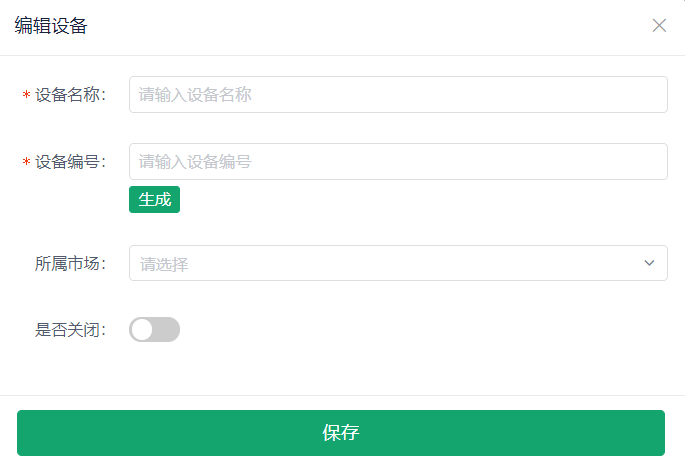 编辑设备
* 设备名称： 请输入设备名称
* 设备编号： 请输入设备编号
生成
所属市场： 请选择
是否关闭：
保存